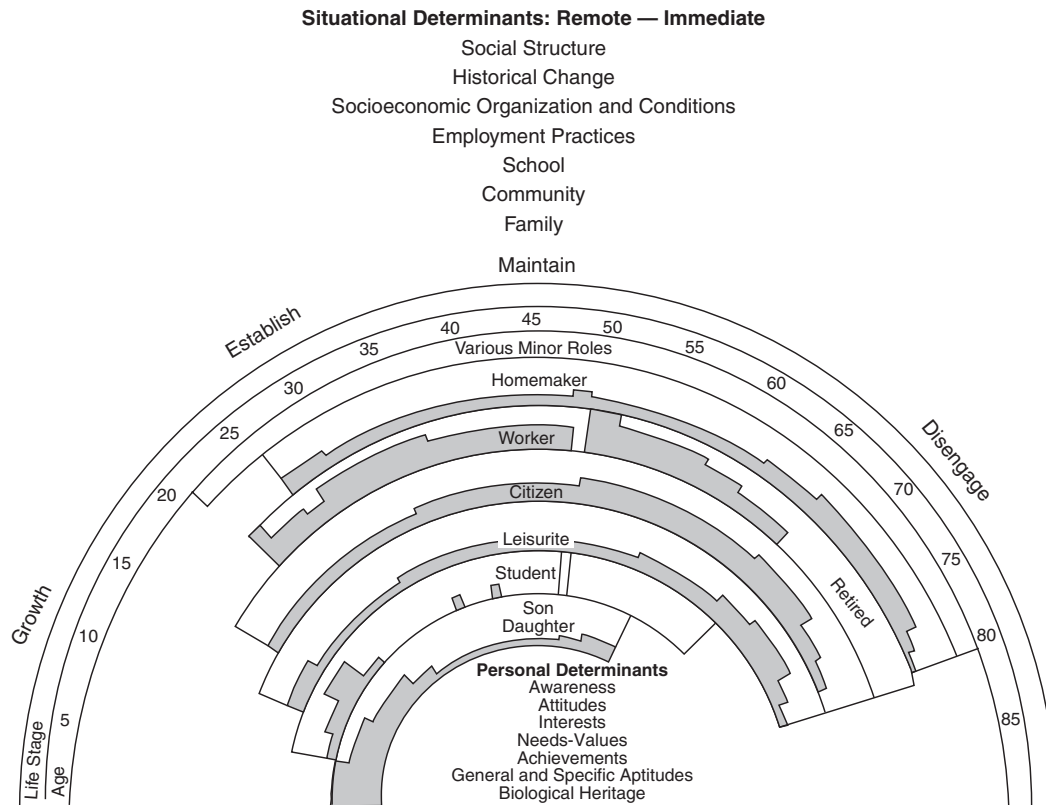 Situational Determinants: Remote — Immediate
Social Structure
Historical Change
Socioeconomic Organization and Conditions
Employment Practices
School
Community
Family
Maintain
Establish
Disengage
Growth
Life Stage
Age
5
10
15
20
25
30
35
40
45
50
55
60
65
70
75
80
85
Various Minor Roles
Homemaker
Worker
Citizen
Leisurite
Student
Son
Daughter
Retired
Personal Determinants
Awareness
Attitudes
Interests
Needs-Values
Achievements
General and Specific Aptitudes
Biological Heritage